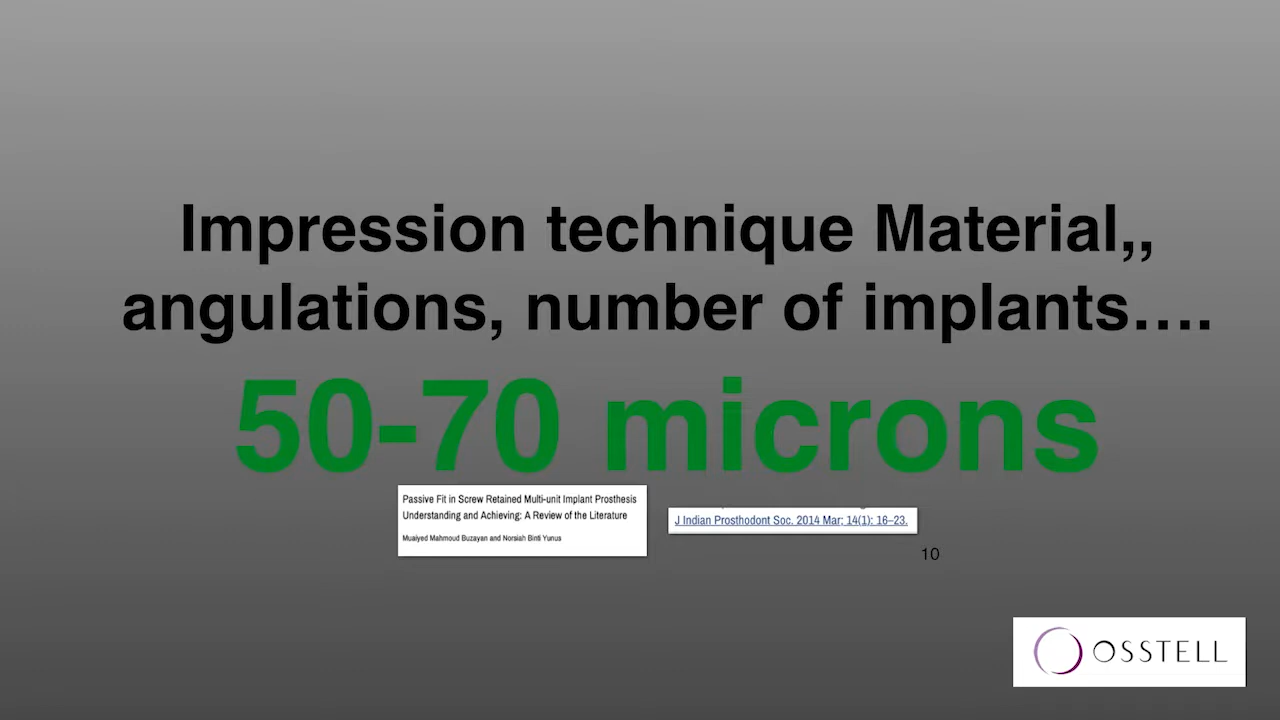 Impression technique Material,,
angulations, number of implants….
50-70 microns
Passive Fit in Screw Retained Multi-unit Implant Prosthesis
Understanding and Achieving: A Review of the Literature
Muaiyed Mahmoud Buzayan and Norsiah Binti Yunus
J Indian Prosthodont Soc. 2014 Mar; 14(1): 16–23.
10
OSSTELL